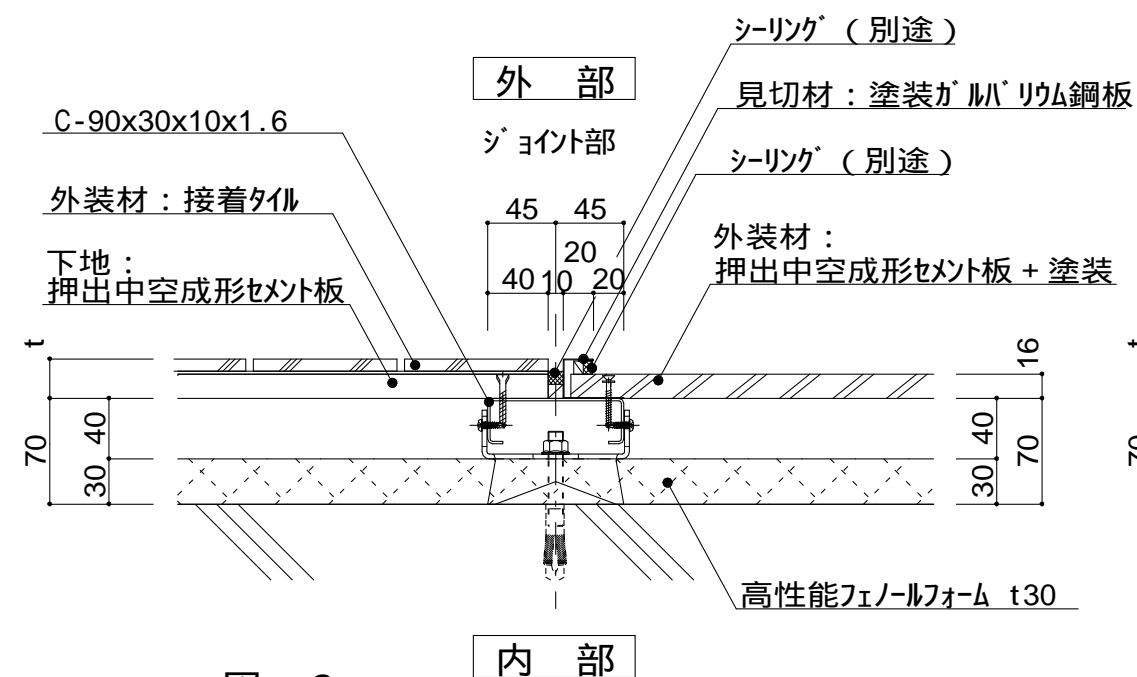 シーリング（別途）
外 部
見切材：塗装ガルバリウム鋼板
C-90x30x10x1.6
ジョイント部
シーリング（別途）
外装材：接着タイル
45 45
外装材：
押出中空成形セメント板＋塗装
20
下地：
押出中空成形セメント板
40 10 20
t
16
t
70
40
30
40
30
70
70
高性能フェノールフォーム t30
内 部